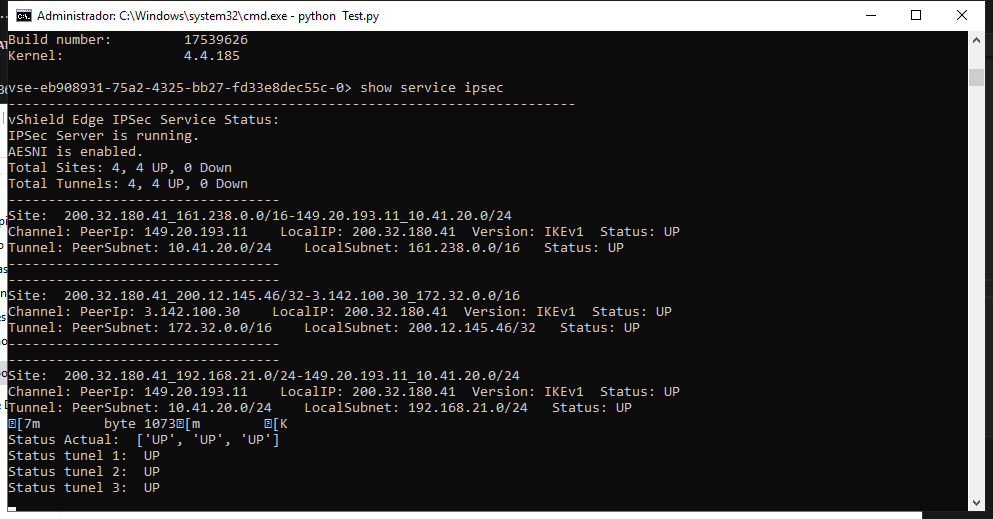 Administrador: C:\Windows\system32\cmd.exe - python  Test.py
Build number:         17539626
Kernel:               4.4.185
vse-eb908931-75a2-4325-bb27-fd33e8dec55c-0> show service ipsec
-----------------------------------------------------------------------
vShield Edge IPSec Service Status:
IPSec Server is running.
AESNI is enabled.
Total Sites: 4, 4 UP, 0 Down
Total Tunnels: 4, 4 UP, 0 Down
----------------------------------
Site:  200.32.180.41_161.238.0.0/16-149.20.193.11_10.41.20.0/24
Channel: PeerIp: 149.20.193.11    LocalIP: 200.32.180.41  Version: IKEv1  Status: UP
Tunnel: PeerSubnet: 10.41.20.0/24    LocalSubnet: 161.238.0.0/16   Status: UP
----------------------------------
----------------------------------
Site:  200.32.180.41_200.12.145.46/32-3.142.100.30_172.32.0.0/16
Channel: PeerIp: 3.142.100.30    LocalIP: 200.32.180.41  Version: IKEv1  Status: UP
Tunnel: PeerSubnet: 172.32.0.0/16    LocalSubnet: 200.12.145.46/32   Status: UP
----------------------------------
----------------------------------
Site:  200.32.180.41_192.168.21.0/24-149.20.193.11_10.41.20.0/24
Channel: PeerIp: 149.20.193.11    LocalIP: 200.32.180.41  Version: IKEv1  Status: UP
Tunnel: PeerSubnet: 10.41.20.0/24    LocalSubnet: 192.168.21.0/24   Status: UP
[7m        byte 1073[m        [K
Status Actual:  ['UP', 'UP', 'UP']
Status tunel 1:  UP
Status tunel 2:  UP
Status tunel 3:  UP